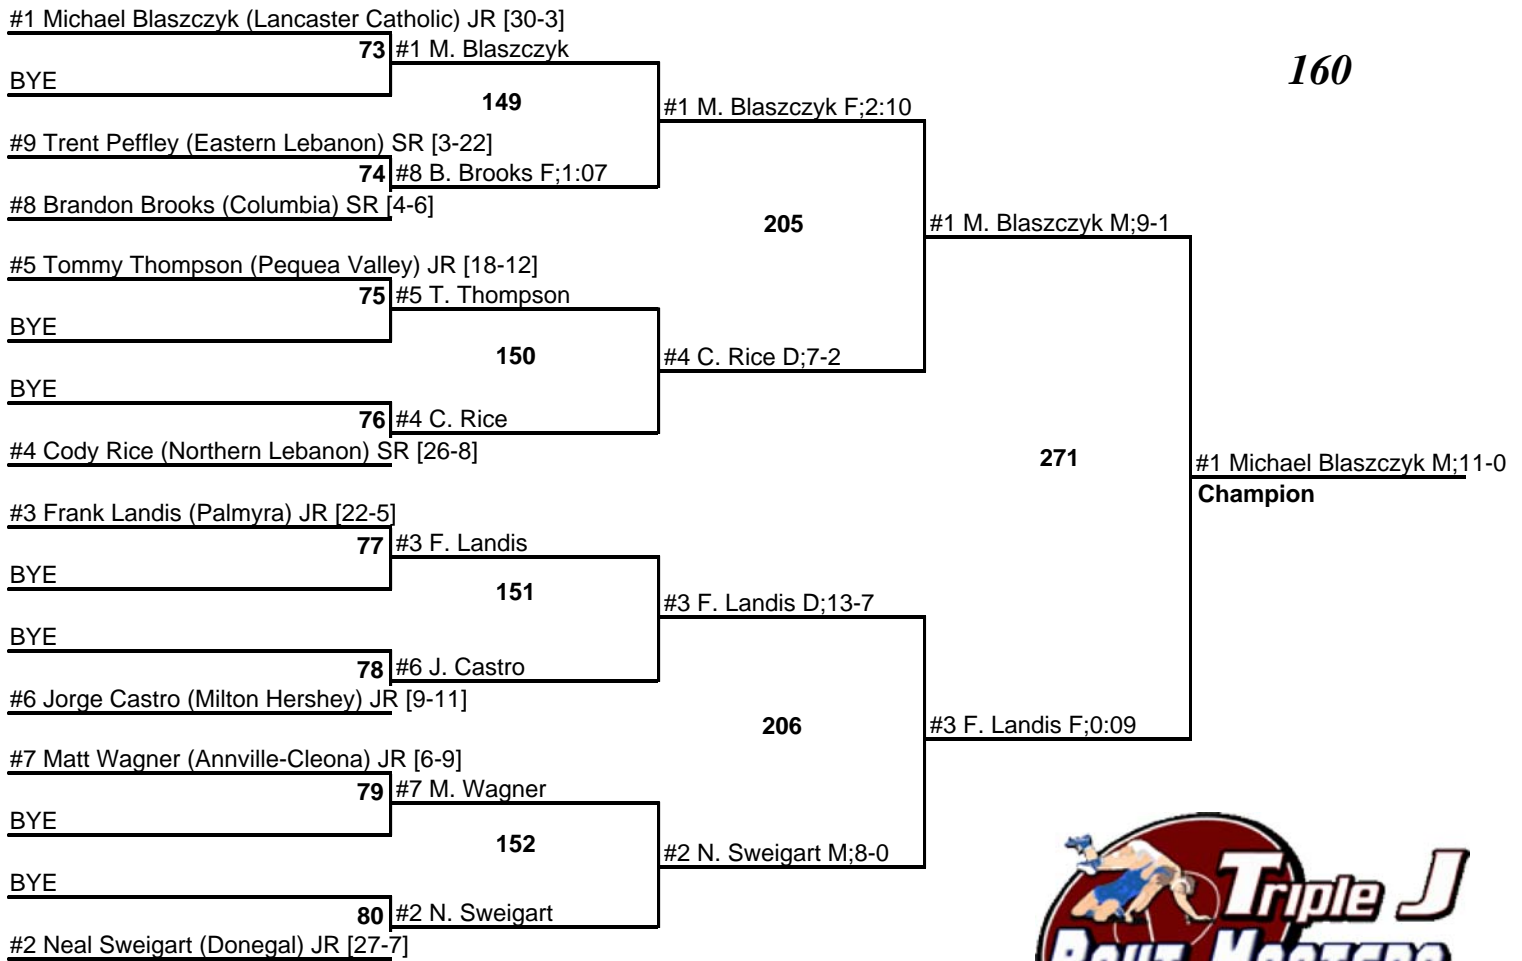 #1 Michael Blaszczyk (Lancaster Catholic) JR [30-3]
73 #1 M. Blaszczyk
BYE
160
149
#1 M. Blaszczyk F;2:10
#9 Trent Peffley (Eastern Lebanon) SR [3-22]
74 #8 B. Brooks F;1:07
#8 Brandon Brooks (Columbia) SR [4-6]
205
#1 M. Blaszczyk M;9-1
#5 Tommy Thompson (Pequea Valley) JR [18-12]
75 #5 T. Thompson
BYE
150
#4 C. Rice D;7-2
BYE
76 #4 C. Rice
#4 Cody Rice (Northern Lebanon) SR [26-8]
271
#1 Michael Blaszczyk M;11-0
Champion
#3 Frank Landis (Palmyra) JR [22-5]
77 #3 F. Landis
BYE
151
#3 F. Landis D;13-7
BYE
78 #6 J. Castro
#6 Jorge Castro (Milton Hershey) JR [9-11]
206
#3 F. Landis F;0:09
#7 Matt Wagner (Annville-Cleona) JR [6-9]
79 #7 M. Wagner
BYE
152
#2 N. Sweigart M;8-0
BYE
80 #2 N. Sweigart
#2 Neal Sweigart (Donegal) JR [27-7]
Triple J